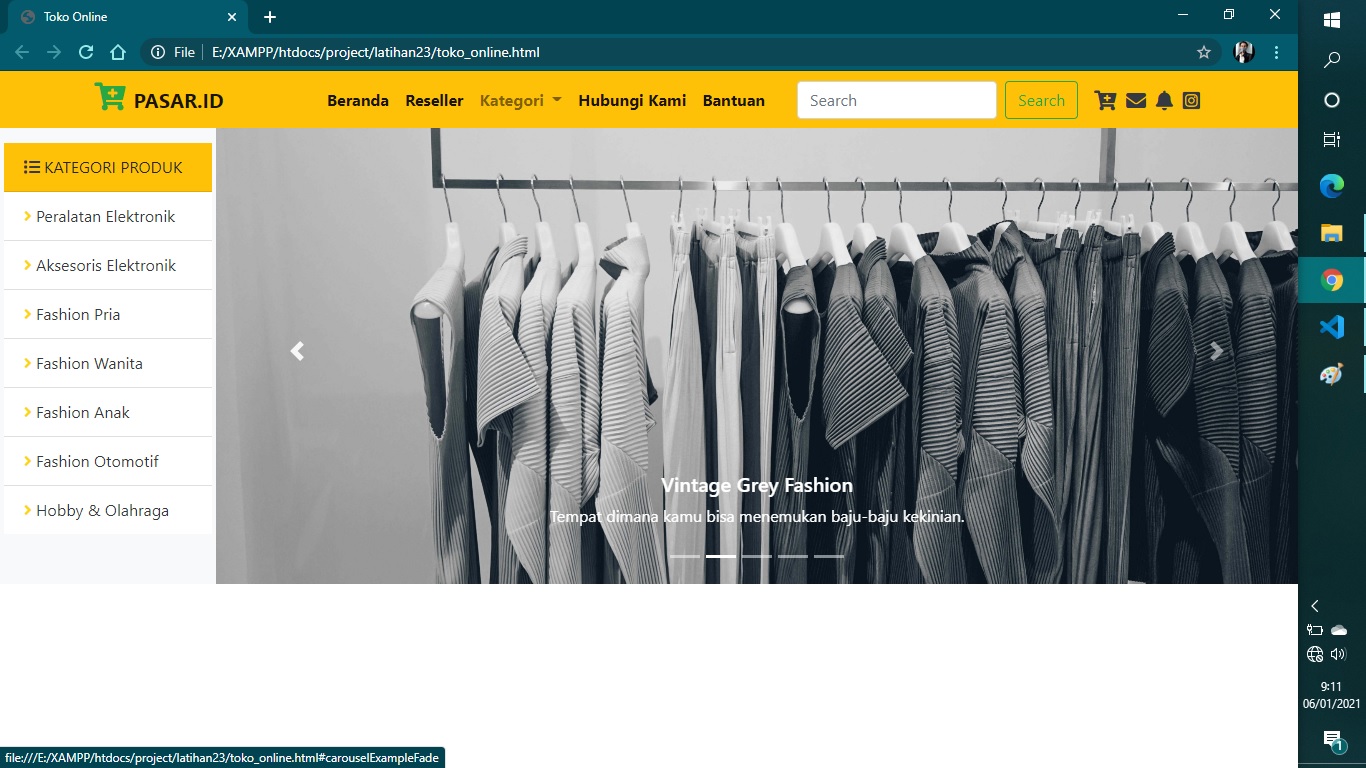 Toko Online
File
E:/XAMPP/htdocs/project/latihan23/toko_online.html
PASAR.ID
Beranda Reseller Kategori Hubungi Kami Bantuan
Search
Search
KATEGORI PRODUK
Peralatan Elektronik
Aksesoris Elektronik
Fashion Pria
Fashion Wanita
Fashion Anak
Fashion Otomotif
Hobby & Olahraga
Vintage Grey Fashion
Tempat dimana kamu bisa menemukan baju-baju kekinian.
file:///E:/XAMPP/htdocs/project/latihan23/toko_online.html#carouselExampleFade
9:11
06/01/2021
1